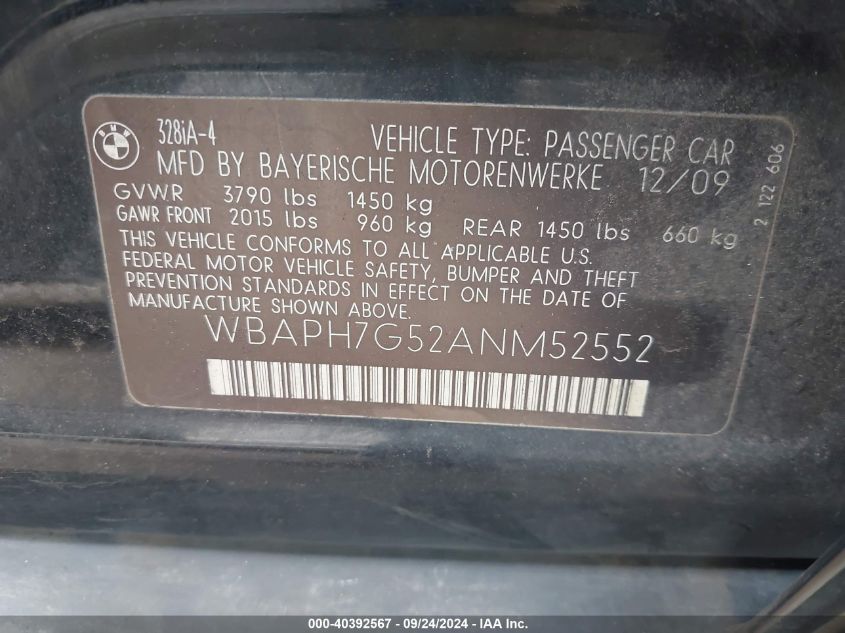 BMW
328iA-4
VEHICLE TYPE: PASSENGER CAR
MFD BY BAYERISCHE MOTORENWERKE 12/09
GVWR 3790 lbs 1450 kg
GAWR FRONT 2015 lbs 960 kg REAR 1450 lbs 660 kg
THIS VEHICLE CONFORMS TO ALL APPLICABLE U.S.
FEDERAL MOTOR VEHICLE SAFETY, BUMPER AND THEFT
PREVENTION STANDARDS IN EFFECT ON THE DATE OF
MANUFACTURE SHOWN ABOVE.
WBAPH7G52ANM52552
2 122 606
000-40392567 - 09/24/2024 - IAA Inc.